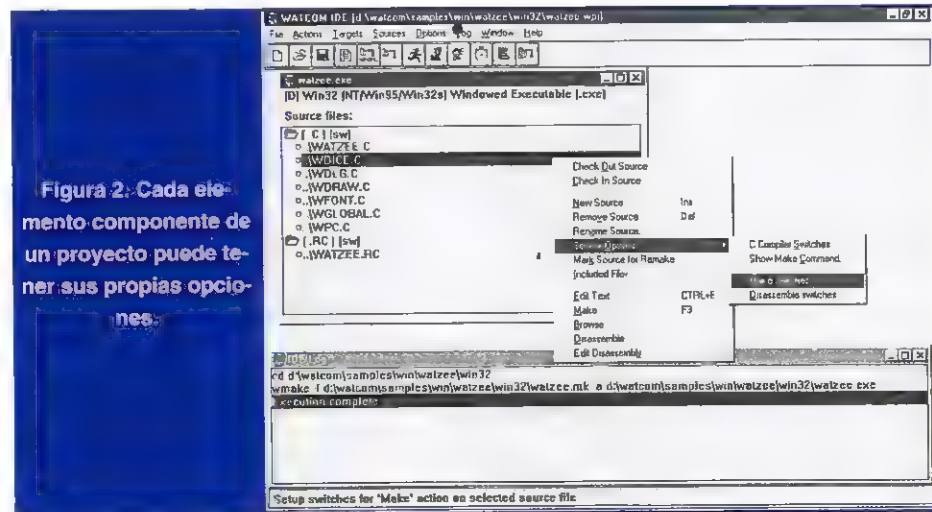 Figura 2: Cada ele-
mento componente de
un proyecto puede te-
ner sus propias opcio-
nes.
WATCOM IDE [d:\watcom\samples\win\watzee\win32\watzee.wpj]
File Actions Targets Sources Options Log Window Help
watzee.exe
[D] Win32 (NT/Win95/Win32s) Windowed Executable [.exe]
Source files:
[.C] [sw]
..\WATZEE.C
..\WDICE.C
..\WDLG.C
..\WDRAW.C
..\WFONT.C
..\WGLOBAL.C
..\WPC.C
[.RC] [sw]
..\WATZEE.RC
Check Out Source
Check In Source
New Source Ins
Remove Source Del
Rename Source
Source Options
Mark Source for Remake
Included Files
Edit Text CTRL+E
Make F3
Browse
Disassemble
Edit Disassembly
C Compiler Switches
Show Make Command
Disassemble switches
cd d:\watcom\samples\win\watzee\win32
wmake -f d:\watcom\samples\win\watzee\win32\watzee.mk -a d:\watcom\samples\win\watzee\win32\watzee.exe
Execution complete
Setup switches for 'Make' action on selected source file